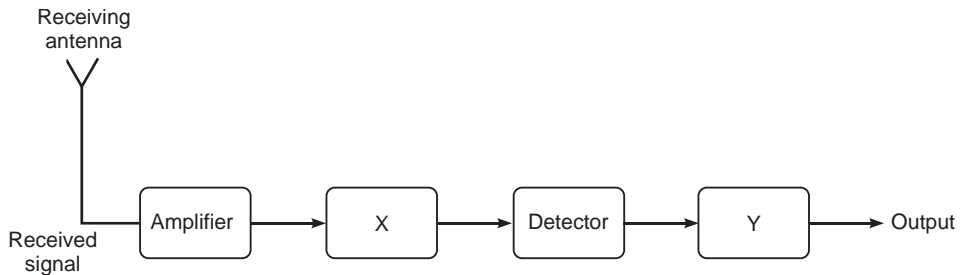 Receiving
antenna
Amplifier
X
Detector
Y
Output
Received
signal